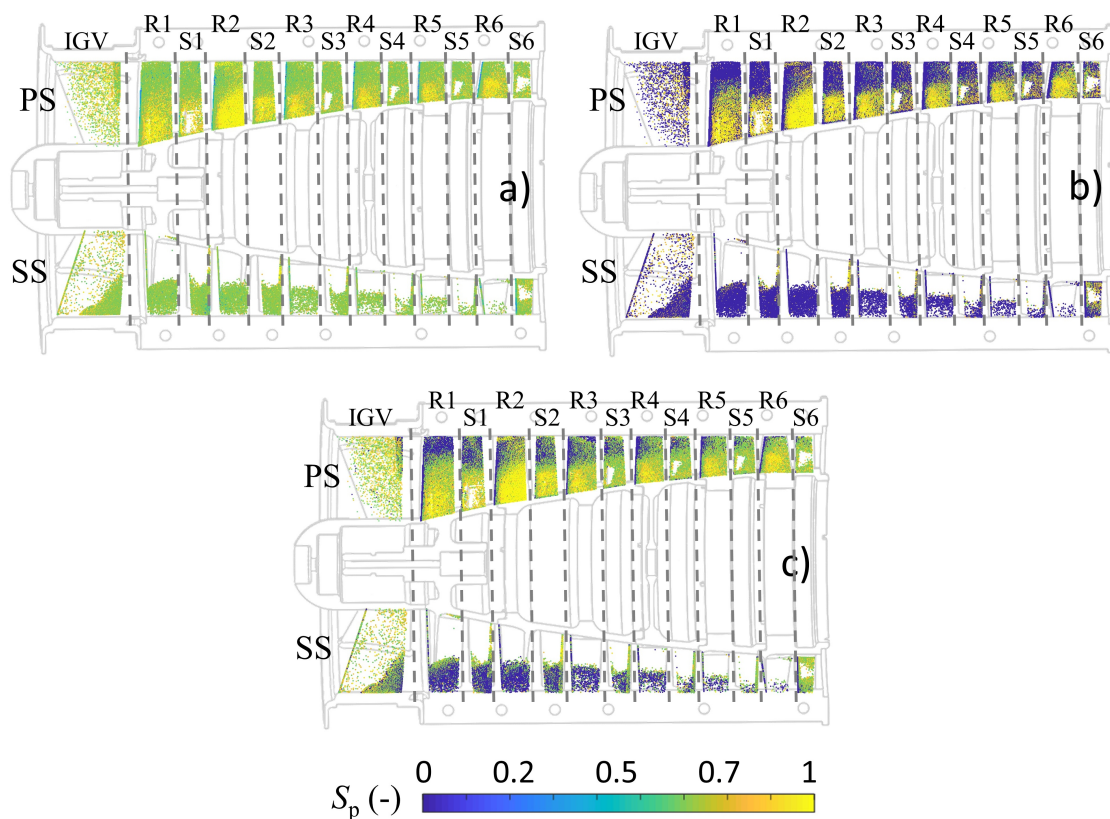 R1 R2 R3 R4 R5 R6
IGV S1 S2 S3 S4 S5 S6
PS
a)
SS
R1 R2 R3 R4 R5 R6
IGV S1 S2 S3 S4 S5 S6
PS
b)
SS
R1 R2 R3 R4 R5 R6
IGV S1 S2 S3 S4 S5 S6
PS
c)
SS
0 0.2 0.5 0.7 1
Sp (-)